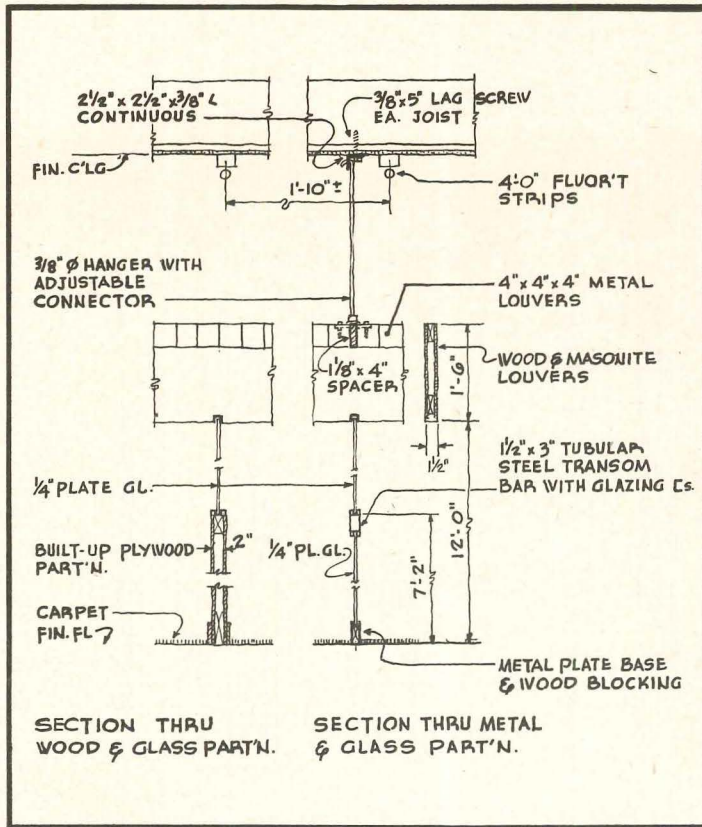 2½" x 2½" x ⅜" L
CONTINUOUS
⅜" x 5" LAG SCREW
EA. JOIST
FIN. C'LG
1'-10" ±
4'-0" FLUOR'T
STRIPS
⅜" Ø HANGER WITH
ADJUSTABLE
CONNECTOR
4" x 4" x 4" METAL
LOUVERS
1⅛" x 4"
SPACER
WOOD & MASONITE
LOUVERS
1'-6"
1½"
1½" x 3" TUBULAR
STEEL TRANSOM
BAR WITH GLAZING [s.
¼" PLATE GL.
BUILT-UP PLYWOOD
PART'N.
2"
¼" PL. GL.
7'-2"
12'-0"
CARPET
FIN. FL
METAL PLATE BASE
& WOOD BLOCKING
SECTION THRU
WOOD & GLASS PART'N.
SECTION THRU METAL
& GLASS PART'N.